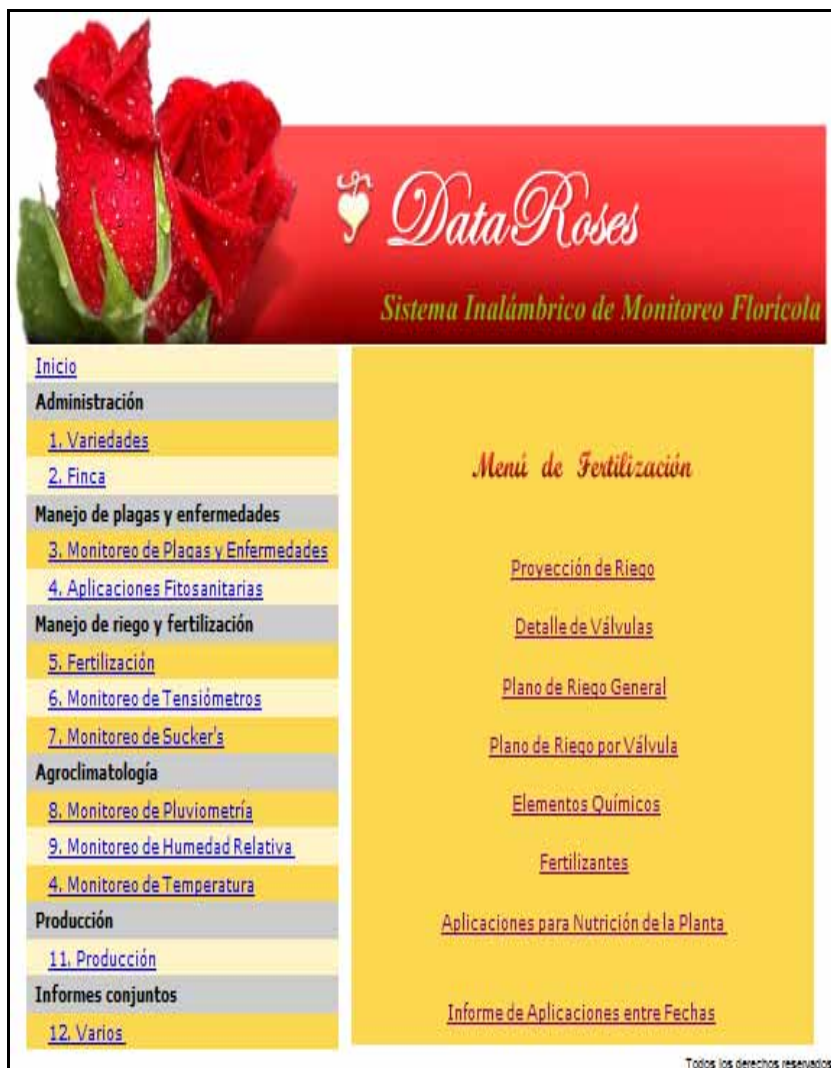 DataRoses
Sistema Inalámbrico de Monitoreo Florícola
Inicio
Administración
1. Variedades
2. Finca
Manejo de plagas y enfermedades
3. Monitoreo de Plagas y Enfermedades
4. Aplicaciones Fitosanitarias
Manejo de riego y fertilización
5. Fertilización
6. Monitoreo de Tensiómetros
7. Monitoreo de Sucker's
Agroclimatología
8. Monitoreo de Pluviometría
9. Monitoreo de Humedad Relativa
4. Monitoreo de Temperatura
Producción
11. Producción
Informes conjuntos
12. Varios
Menú de Fertilización
Proyección de Riego
Detalle de Válvulas
Plano de Riego General
Plano de Riego por Válvula
Elementos Químicos
Fertilizantes
Aplicaciones para Nutrición de la Planta
Informe de Aplicaciones entre Fechas
Todos los derechos reservados